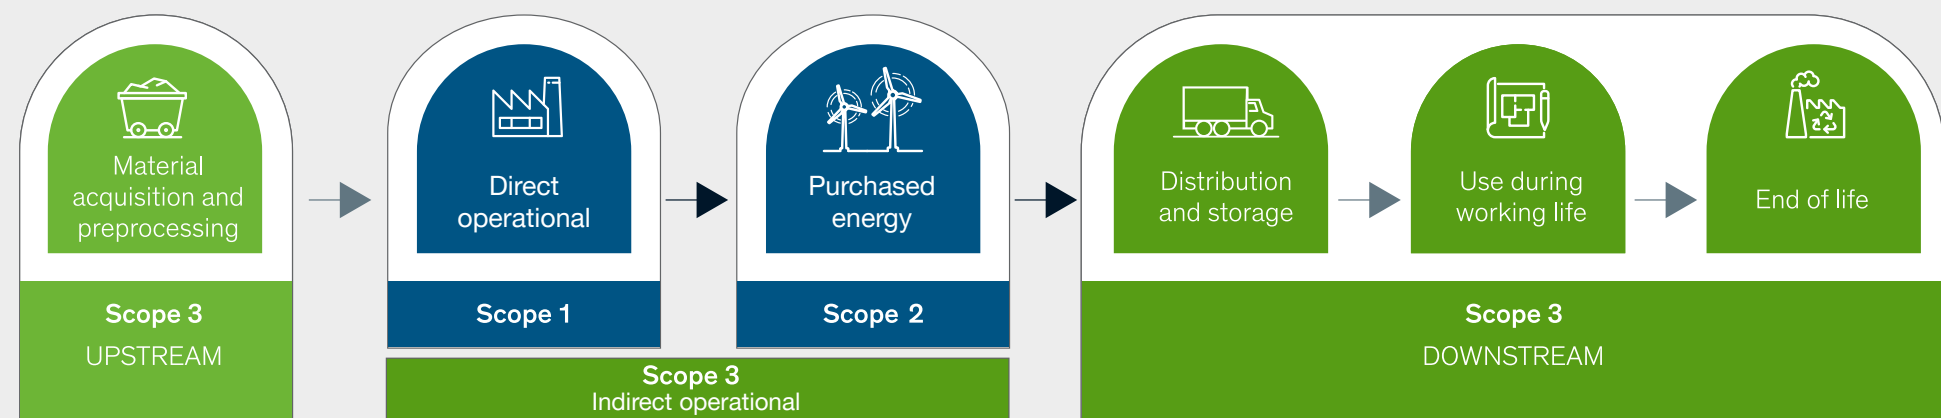 Material
acquisition and
preprocessing
Scope 3
UPSTREAM
Direct
operational
Scope 1
Purchased
energy
Scope 2
Scope 3
Indirect operational
Distribution
and storage
Use during
working life
End of life
Scope 3
DOWNSTREAM